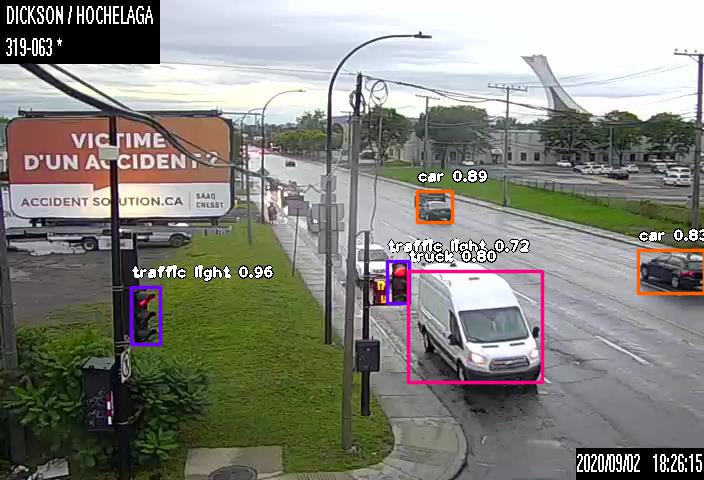 DICKSON / HOCHELAGA
319-063 *
VICTIME
D'UN ACCIDENT?
ACCIDENT SOLUTION.CA
SAAQ
CNESST
car 0.89
car 0.83
traffic light 0.72
truck 0.80
traffic light 0.96
2020/09/02 18:26:15